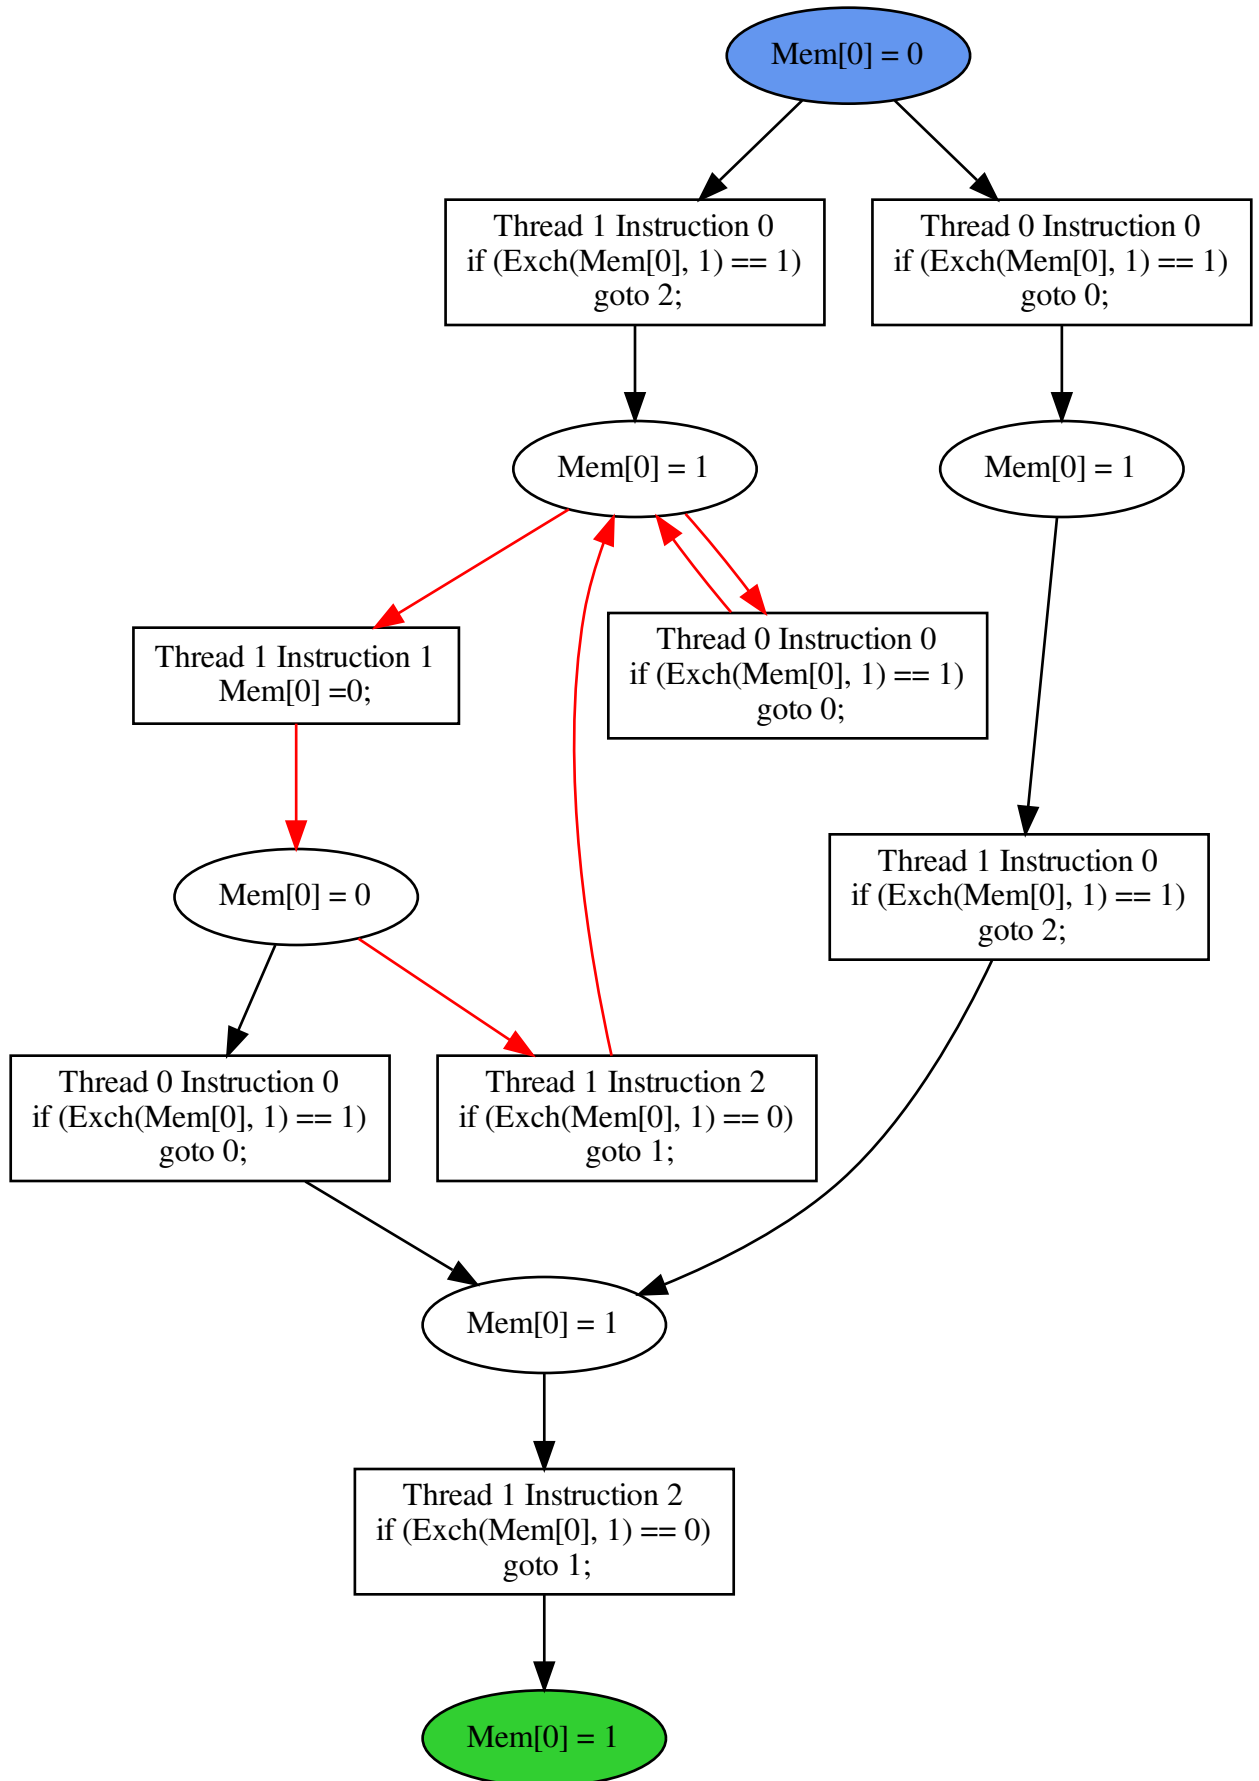 Mem[0] = 0
Thread 1 Instruction 0
if (Exch(Mem[0], 1) == 1)
goto 2;
Thread 0 Instruction 0
if (Exch(Mem[0], 1) == 1)
goto 0;
Mem[0] = 1
Mem[0] = 1
Thread 1 Instruction 1
Mem[0] =0;
Thread 0 Instruction 0
if (Exch(Mem[0], 1) == 1)
goto 0;
Mem[0] = 0
Thread 1 Instruction 0
if (Exch(Mem[0], 1) == 1)
goto 2;
Thread 0 Instruction 0
if (Exch(Mem[0], 1) == 1)
goto 0;
Thread 1 Instruction 2
if (Exch(Mem[0], 1) == 0)
goto 1;
Mem[0] = 1
Thread 1 Instruction 2
if (Exch(Mem[0], 1) == 0)
goto 1;
Mem[0] = 1